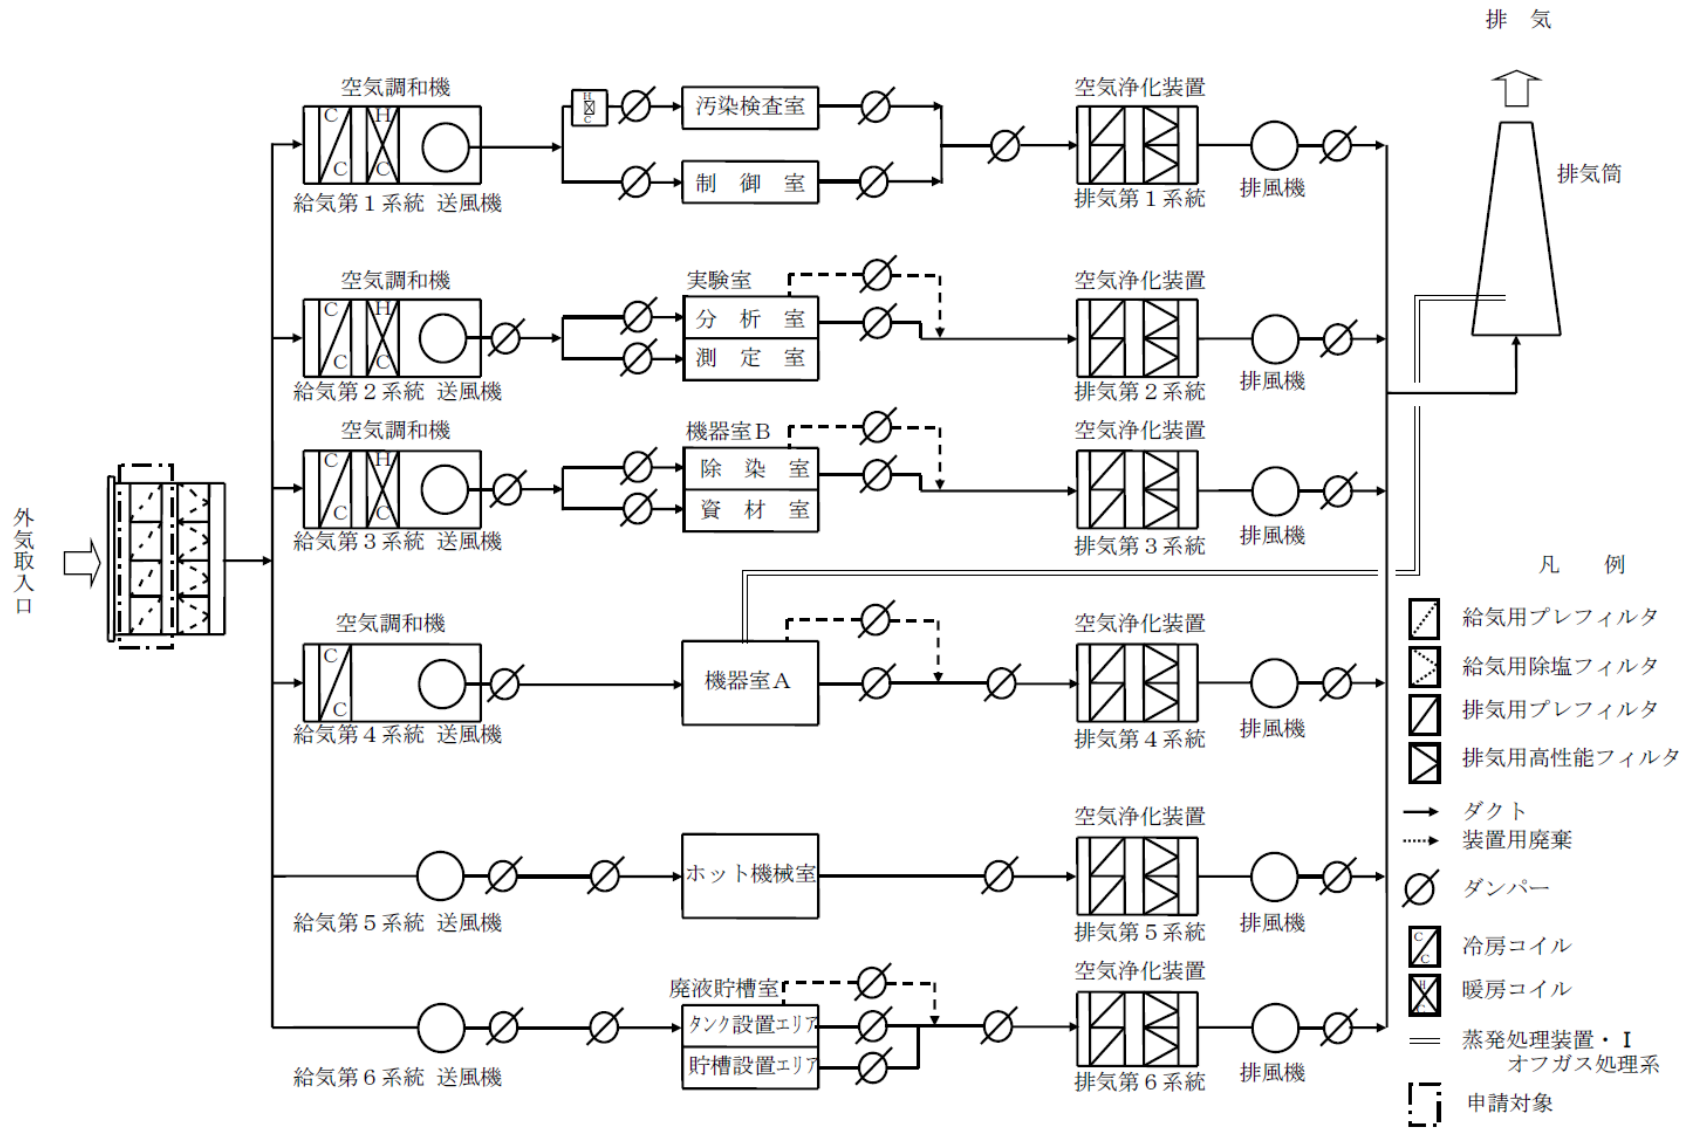 排　気
排気筒
外気取入口
空気調和機
C
C
H
C
給気第１系統 送風機
H
C
汚染検査室
制　御　室
空気浄化装置
排気第１系統
排風機
空気調和機
C
C
H
C
給気第２系統 送風機
実験室
分　析　室
測　定　室
空気浄化装置
排気第２系統
排風機
空気調和機
C
C
H
C
給気第３系統 送風機
機器室Ｂ
除　染　室
資　材　室
空気浄化装置
排気第３系統
排風機
空気調和機
C
C
給気第４系統 送風機
機器室Ａ
空気浄化装置
排気第４系統
排風機
給気第５系統 送風機
ホット機械室
空気浄化装置
排気第５系統
排風機
給気第６系統 送風機
廃液貯槽室
タンク設置エリア
貯槽設置エリア
空気浄化装置
排気第６系統
排風機
凡　　例
給気用プレフィルタ
給気用除塩フィルタ
排気用プレフィルタ
排気用高性能フィルタ
ダクト
装置用廃棄
ダンパー
C
C
冷房コイル
H
C
暖房コイル
蒸発処理装置・Ⅰ
オフガス処理系
申請対象